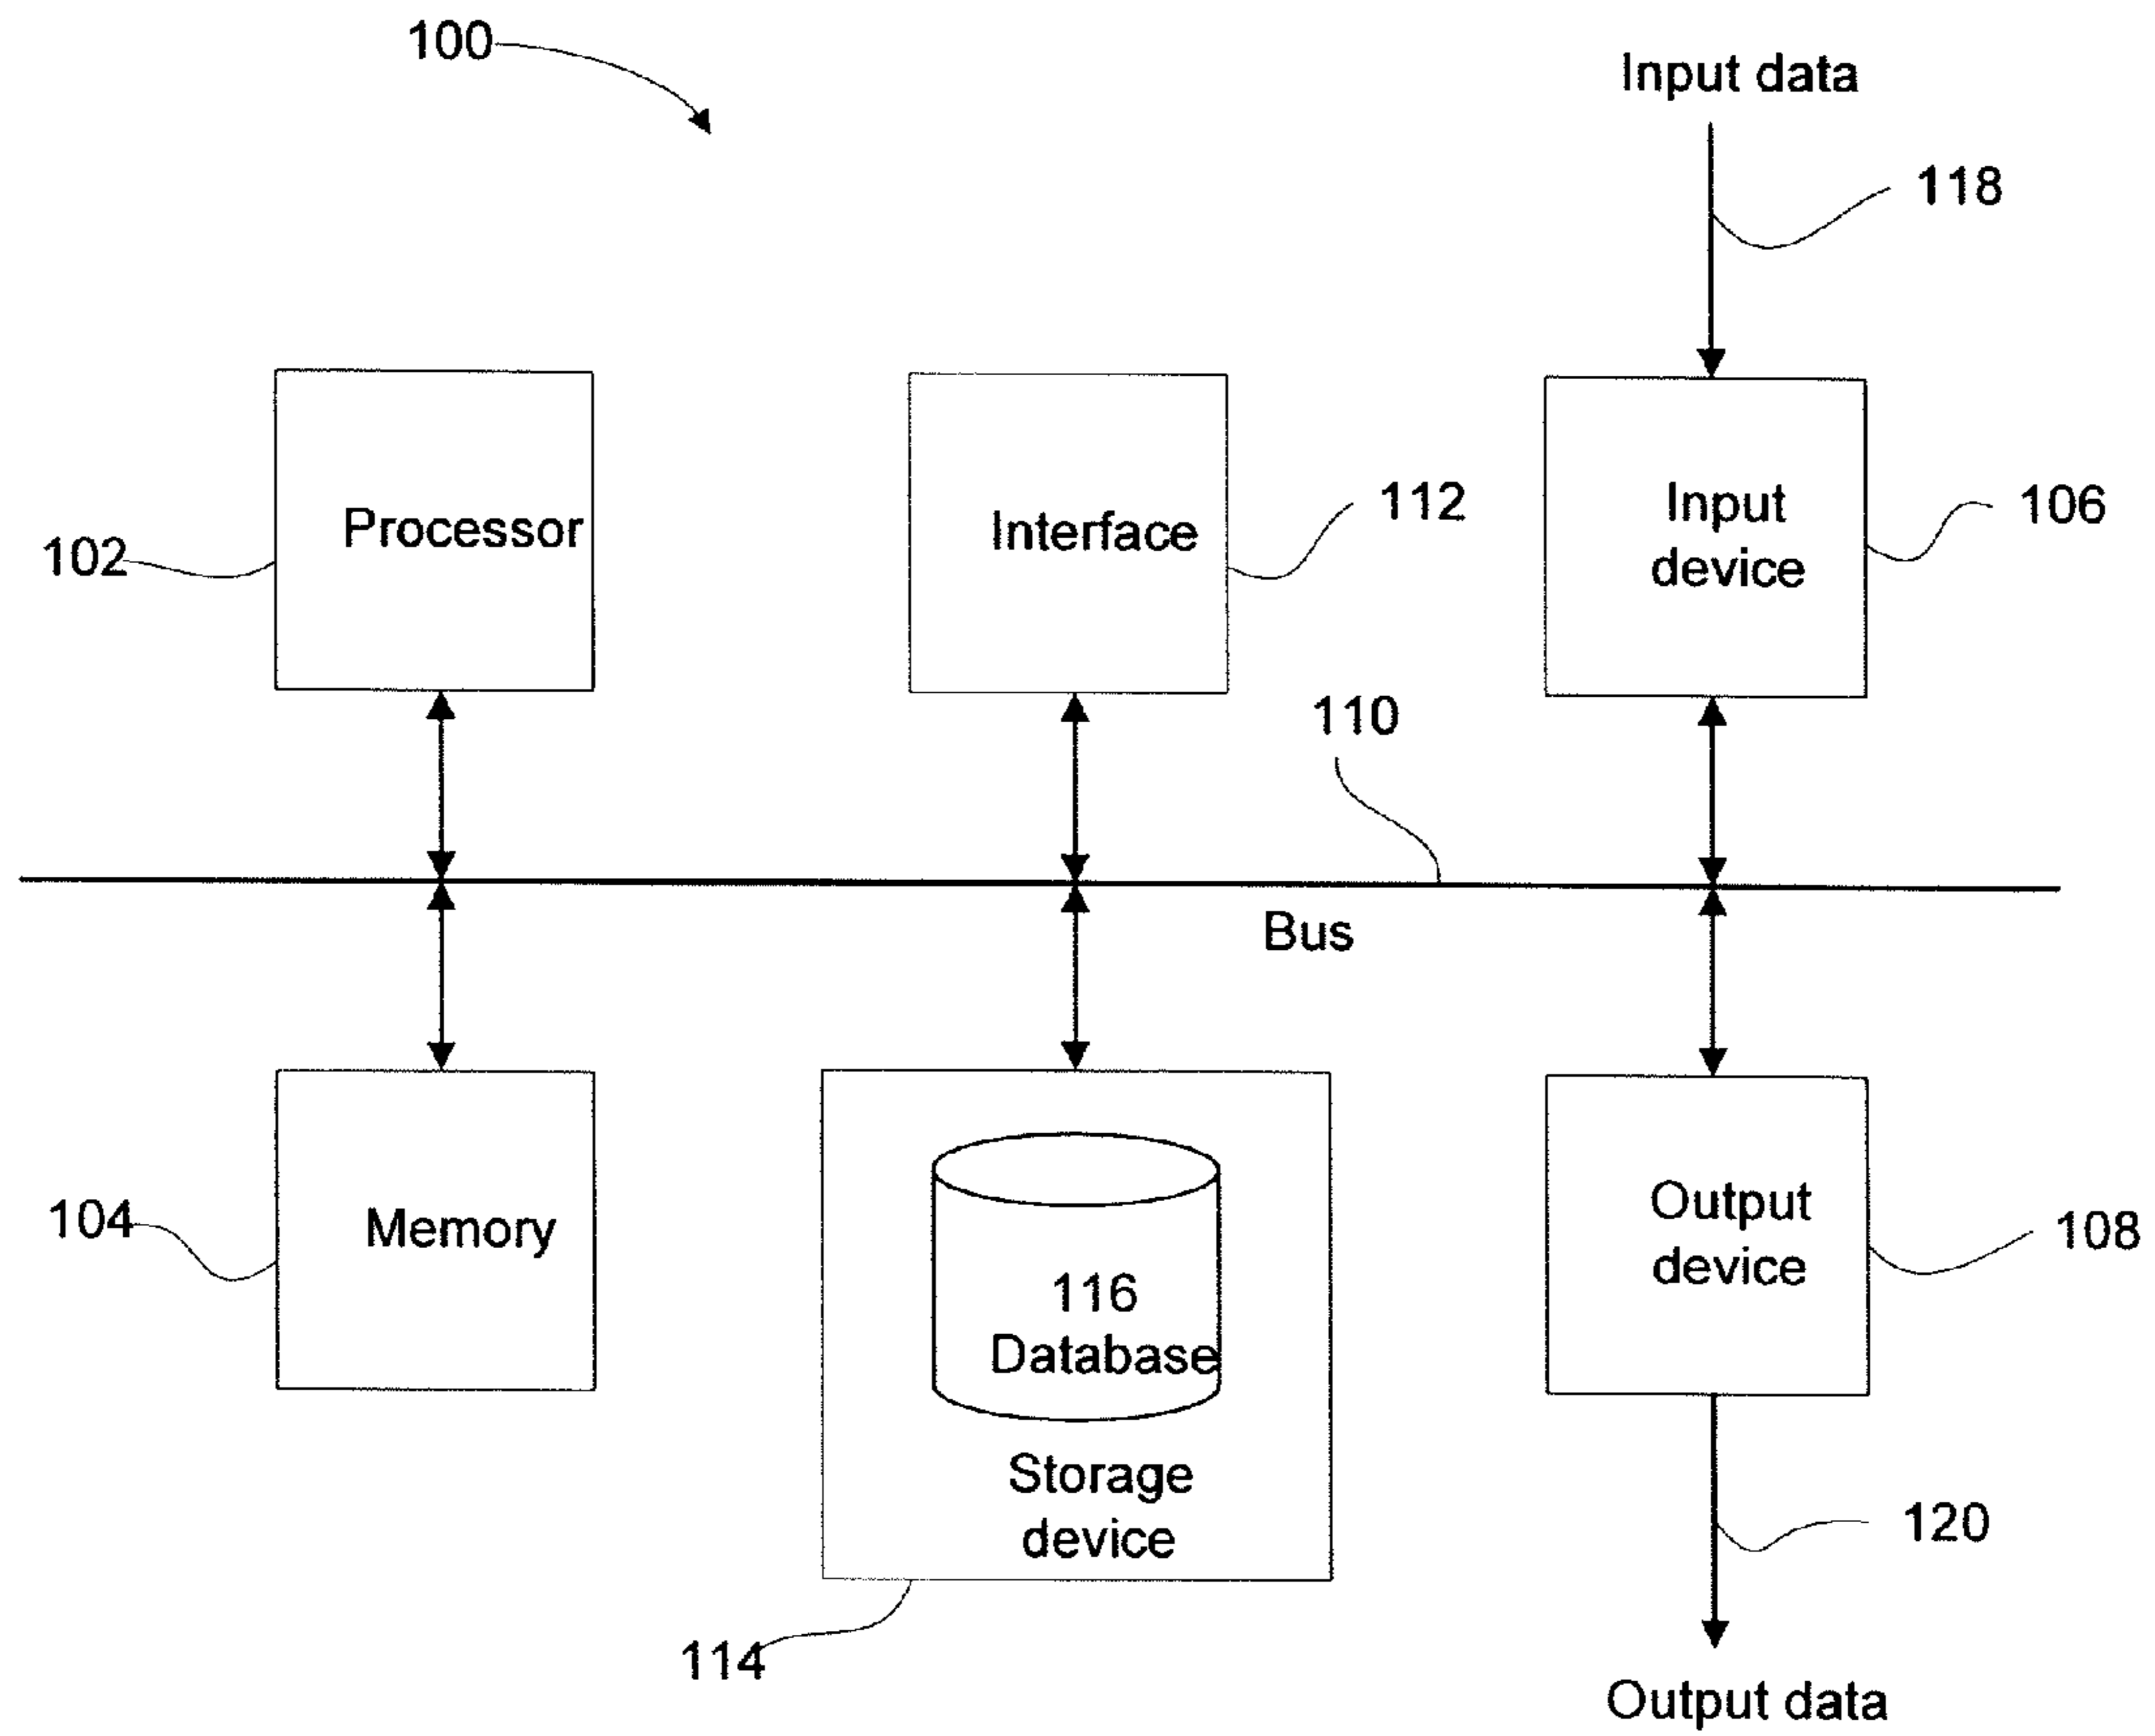 100
Input data
118
Processor
102
Interface
112
Input
device
106
110
Bus
Memory
104
116
Database
Storage
device
114
Output
device
108
120
Output data